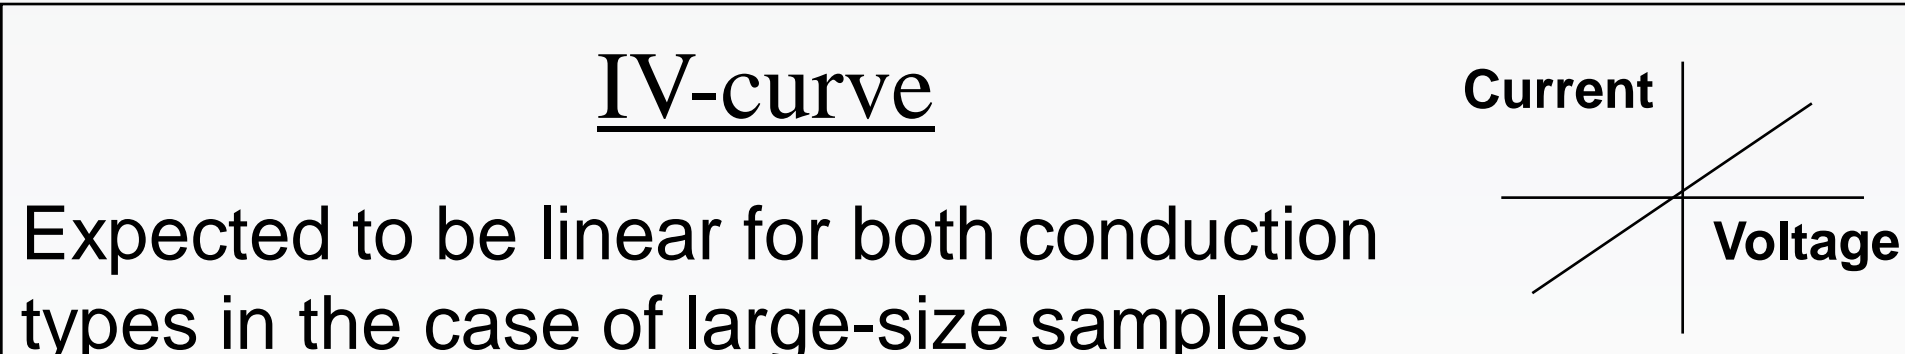 IV-curve
Current
Voltage
Expected to be linear for both conduction
types in the case of large-size samples